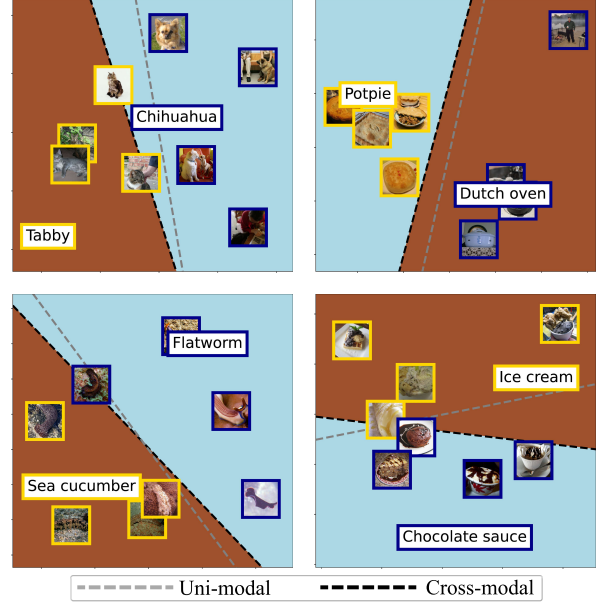 Chihuahua
Tabby
Potpie
Dutch oven
Flatworm
Sea cucumber
Ice cream
Chocolate sauce
Uni-modal
Cross-modal